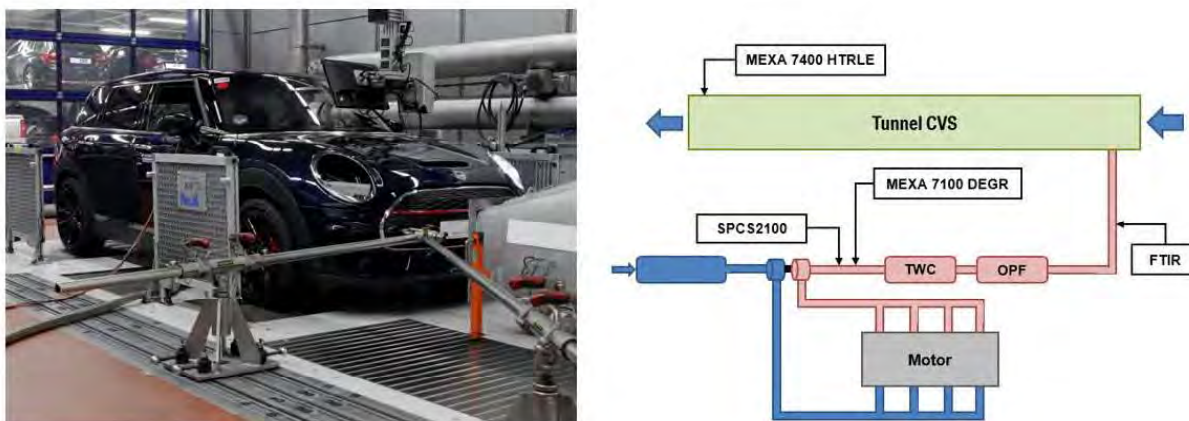 MEXA 7400 HTRLE
Tunnel CVS
MEXA 7100 DEGR
SPCS2100
FTIR
TWC
OPF
Motor